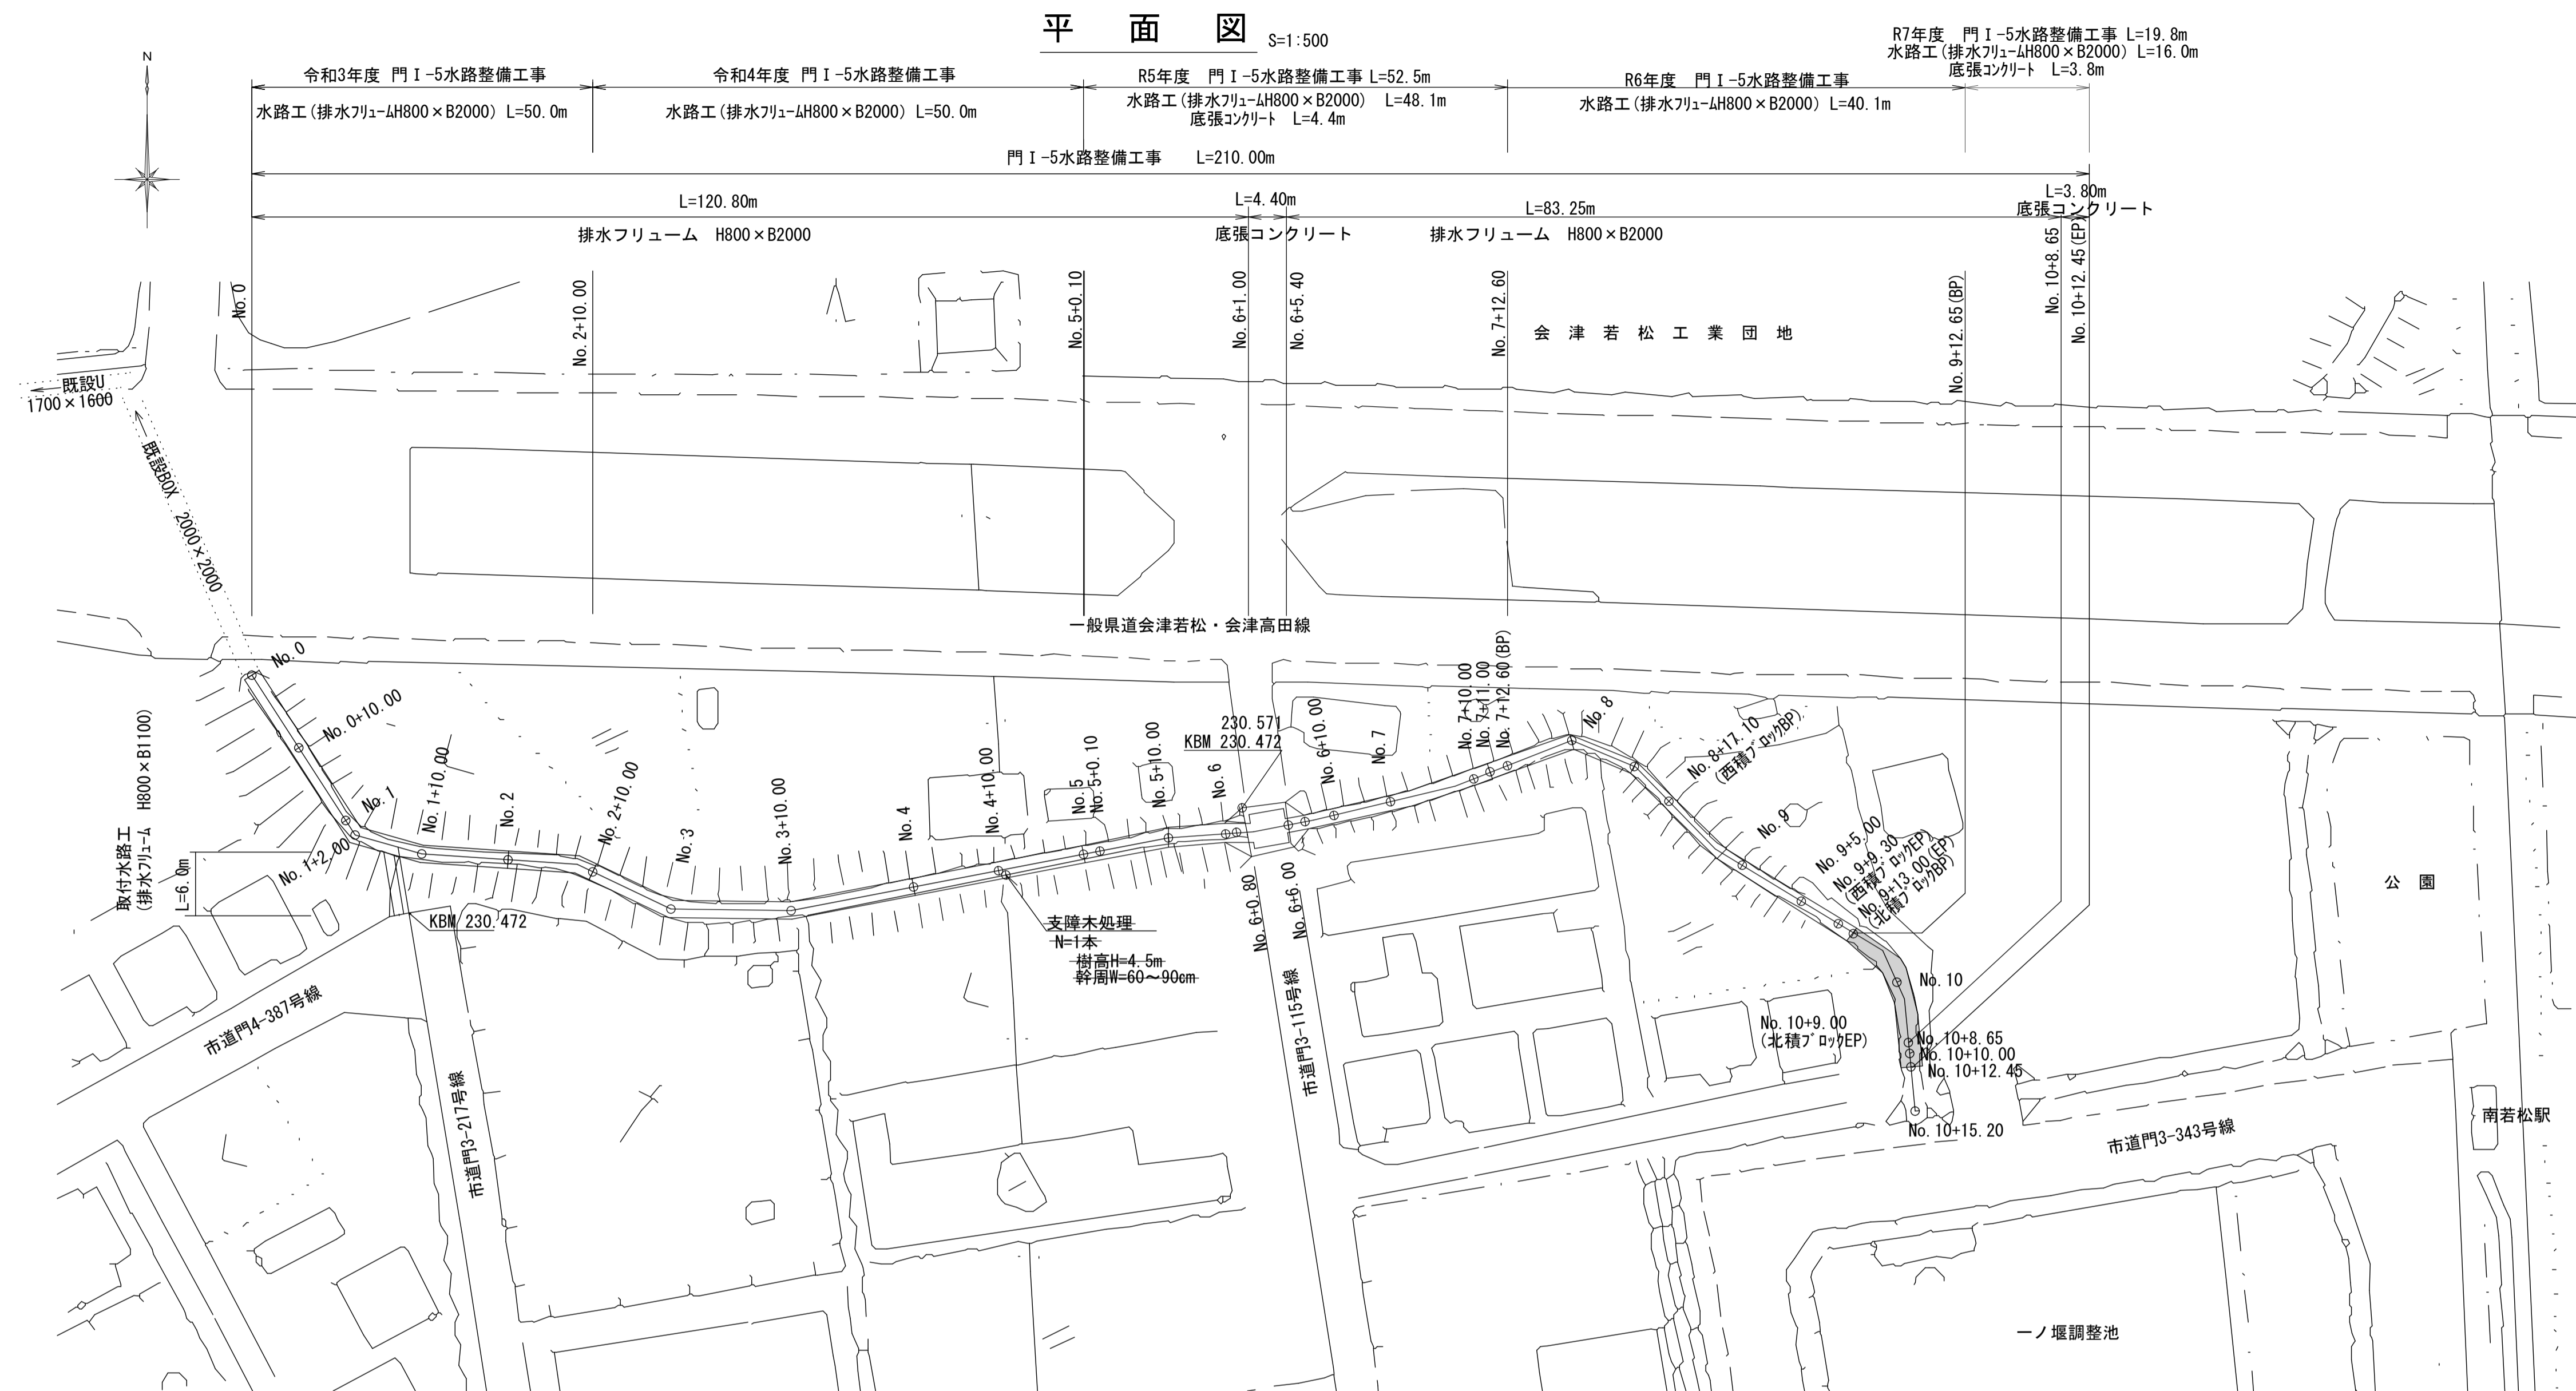 平　面　図
S=1:500
N
令和3年度 門Ⅰ-5水路整備工事
水路工(排水ﾌﾘｭｰﾑH800×B2000) L=50.0m
令和4年度 門Ⅰ-5水路整備工事
水路工(排水ﾌﾘｭｰﾑH800×B2000) L=50.0m
R5年度　門Ⅰ-5水路整備工事 L=52.5m
水路工(排水ﾌﾘｭｰﾑH800×B2000)　L=48.1m
底張ｺﾝｸﾘｰﾄ　L=4.4m
R6年度　門Ⅰ-5水路整備工事
水路工(排水ﾌﾘｭｰﾑH800×B2000) L=40.1m
R7年度　門Ⅰ-5水路整備工事 L=19.8m
水路工(排水ﾌﾘｭｰﾑH800×B2000) L=16.0m
底張ｺﾝｸﾘｰﾄ　L=3.8m
門Ⅰ-5水路整備工事　　L=210.00m
L=120.80m
排水フリューム　H800×B2000
L=4.40m
底張コンクリート
L=83.25m
排水フリューム　H800×B2000
L=3.80m
底張コンクリート
No.0
No.2+10.00
No.5+0.10
No.6+1.00
No.6+5.40
No.7+12.60
No.9+12.65(BP)
No.10+8.65
No.10+12.45(EP)
会津若松工業団地
既設U
1700×1600
既設BOX　2000×2000
一般県道会津若松・会津高田線
No.0
No.0+10.00
No.1
No.1+2.00
No.1+10.00
No.2
No.2+10.00
No.3
No.3+10.00
No.4
No.4+10.00
No.5
No.5+0.10
No.5+10.00
No.6
230.571
KBM 230.472
No.6+0.80
No.6+6.00
No.6+10.00
No.7
No.7+10.00
No.7+11.00
No.7+12.60(BP)
No.8
No.8+17.10
(西積ﾌﾞﾛｯｸBP)
No.9
No.9+5.00
No.9+9.30
(西積ﾌﾞﾛｯｸEP)
No.9+13.00(EP)
(北積ﾌﾞﾛｯｸBP)
No.10
No.10+9.00
(北積ﾌﾞﾛｯｸEP)
No.10+8.65
No.10+10.00
No.10+12.45
No.10+15.20
取付水路工
(排水ﾌﾘｭｰﾑ　H800×B1100)
L=6.0m
KBM 230.472
支障木処理
N=1本
樹高H=4.5m
幹周W=60～90cm
市道門4-387号線
市道門3-217号線
市道門3-115号線
市道門3-343号線
公　園
南若松駅
一ノ堰調整池